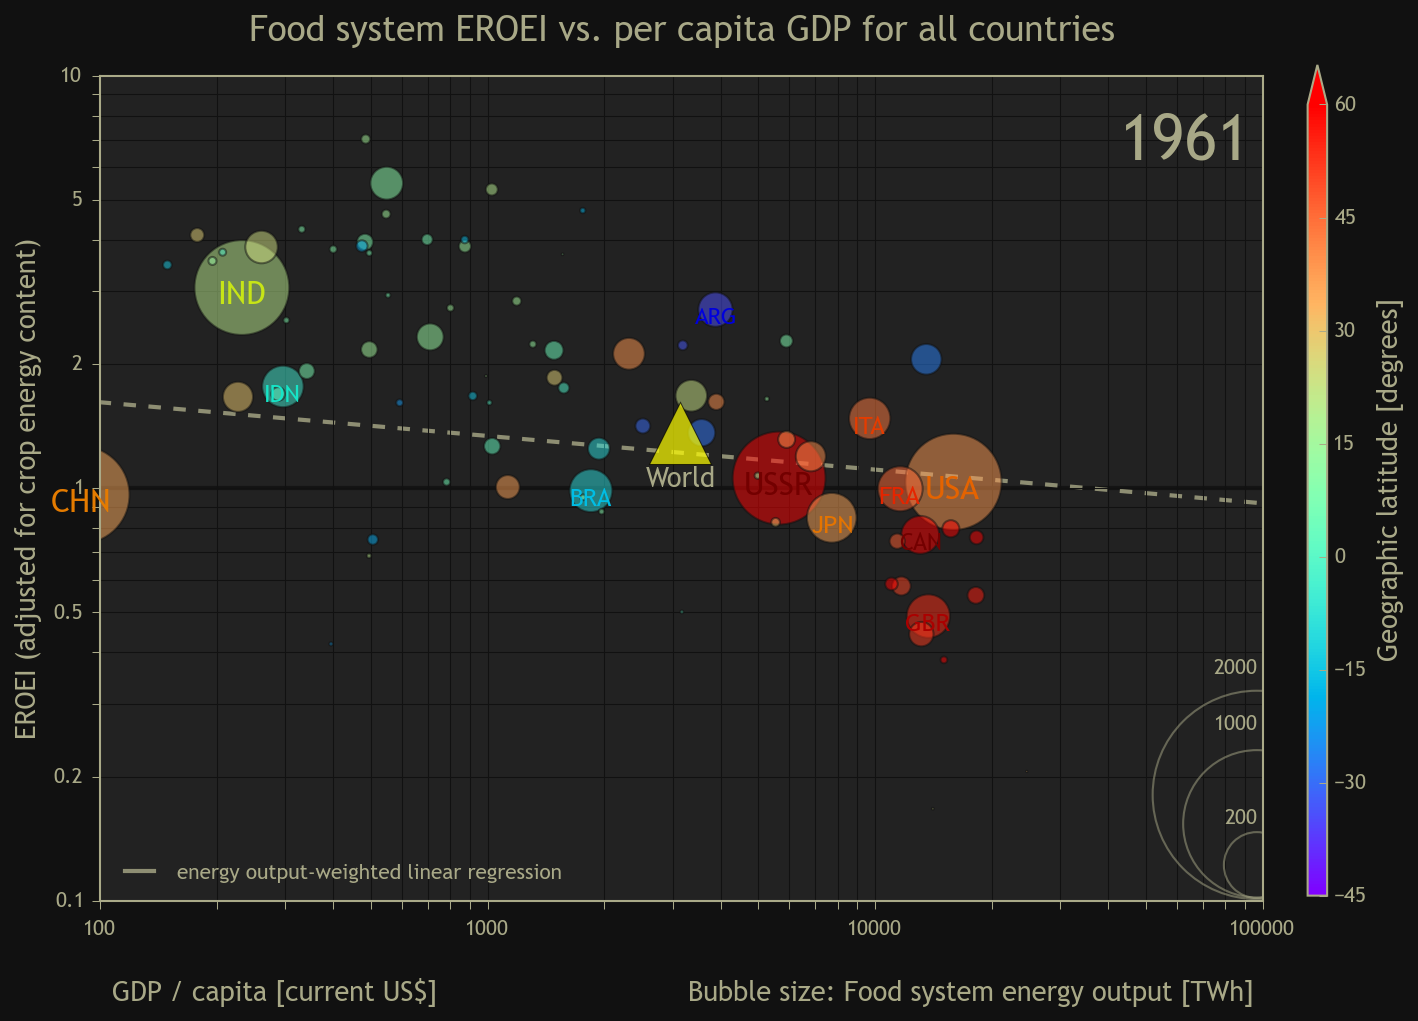 Food system EROEI vs. per capita GDP for all countries
1961
EROEI (adjusted for crop energy content)
10
5
2
1
0.5
0.2
0.1
IND
IDN
CHN
BRA
ARG
World
USSR
JPN
ITA
FRA
USA
CAN
GBR
2000
1000
200
energy output-weighted linear regression
100
1000
10000
100000
GDP / capita [current US$]
Bubble size: Food system energy output [TWh]
60
45
30
15
0
−15
−30
−45
Geographic latitude [degrees]